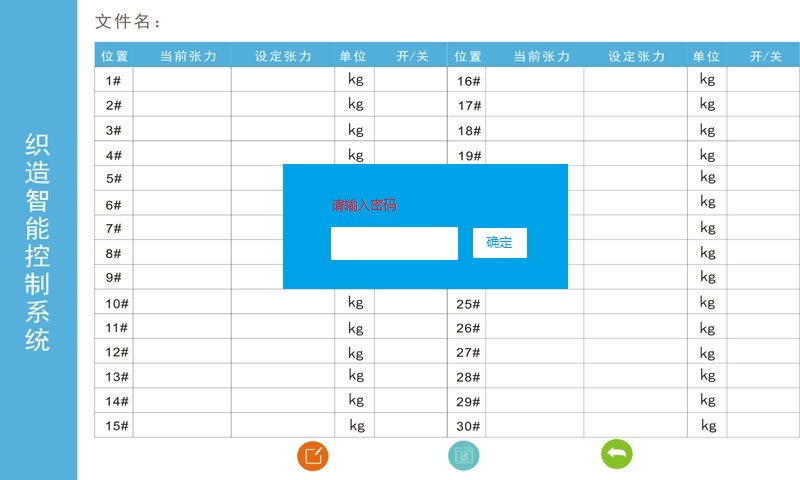 织造智能控制系统
文件名：
位置 当前张力 设定张力 单位 开/关 位置 当前张力 设定张力 单位 开/关
1# kg 16# kg
2# kg 17# kg
3# kg 18# kg
4# kg 19# kg
5# kg
6# kg
请输入密码
7# kg
确定
8# kg
9# kg
10# kg 25# kg
11# kg 26# kg
12# kg 27# kg
13# kg 28# kg
14# kg 29# kg
15# kg 30# kg